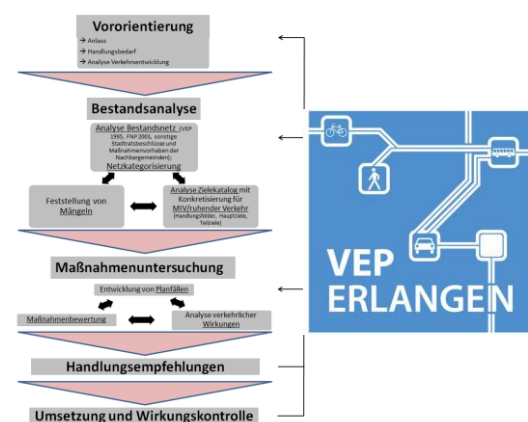 Vororientierung
→ Anlass
→ Handlungsbedarf
→ Analyse Verkehrsentwicklung
Bestandsanalyse
Analyse Bestandsnetz (VEP
1995, FNP 2003, sonstige
Stadtratsbeschlüsse und
Maßnahmenvorhaben der
Nachbargemeinden);
Netzkategorisierung
Feststellung von
Mängeln
Analyse Zielekatalog mit
Konkretisierung für
MIV/ruhender Verkehr
(Handlungsfelder, Hauptziele,
Teilziele)
Maßnahmenuntersuchung
Entwicklung von Planfällen
Maßnahmenbewertung
Analyse verkehrlicher
Wirkungen
Handlungsempfehlungen
Umsetzung und Wirkungskontrolle
VEP
ERLANGEN